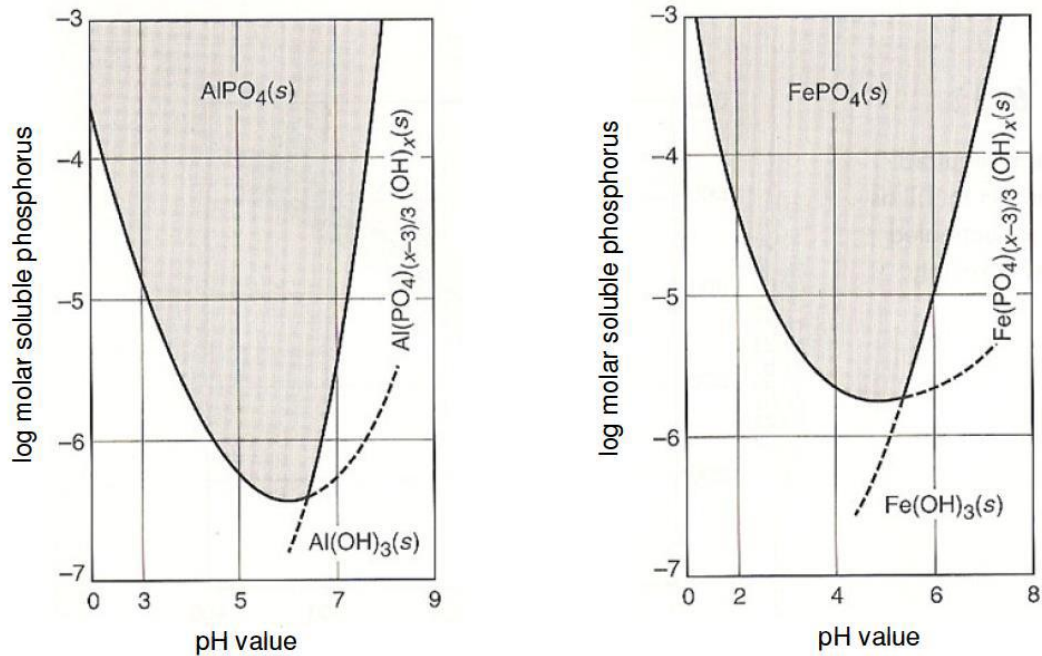 –3
–4
–5
–6
–7
log molar soluble phosphorus
AlPO₄(s)
Al(PO₄)₍ₓ₋₃₎/₃ (OH)ₓ(s)
Al(OH)₃(s)
0 3 5 7 9
pH value
–3
–4
–5
–6
–7
log molar soluble phosphorus
FePO₄(s)
Fe(PO₄)₍ₓ₋₃₎/₃ (OH)ₓ(s)
Fe(OH)₃(s)
0 2 4 6 8
pH value